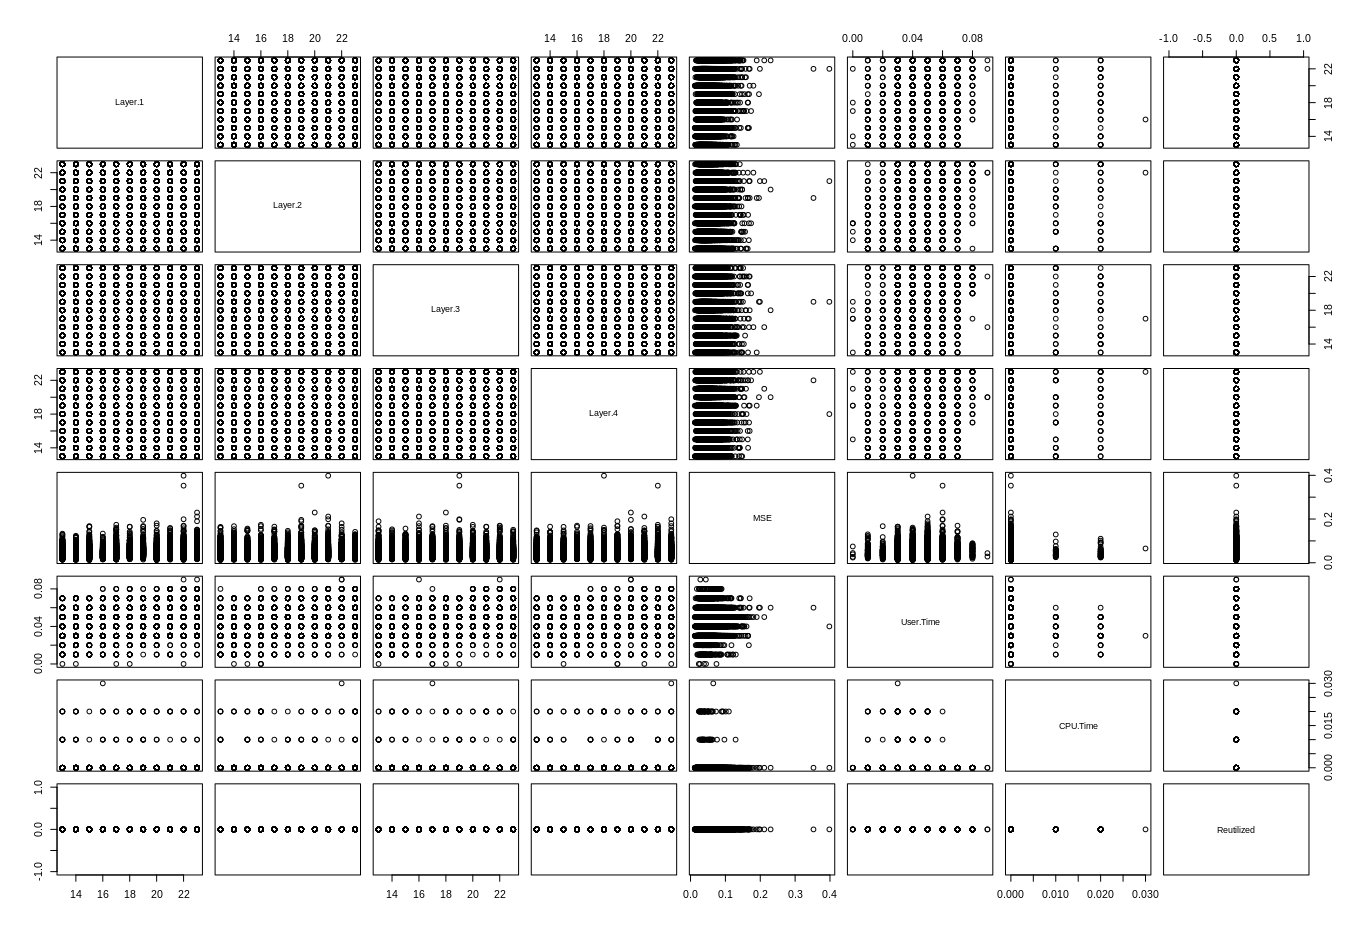 14 16 18 20 22
14 16 18 20 22
0.00 0.04 0.08
-1.0 -0.5 0.0 0.5 1.0
Layer.1
14 18 22
14 18 22
Layer.2
Layer.3
14 18 22
14 18 22
Layer.4
MSE
0.0 0.2 0.4
0.00 0.04 0.08
User.Time
CPU.Time
0.000 0.015 0.030
-1.0 0.0 1.0
Reutilized
14 16 18 20 22
14 16 18 20 22
0.0 0.1 0.2 0.3 0.4
0.000 0.010 0.020 0.030